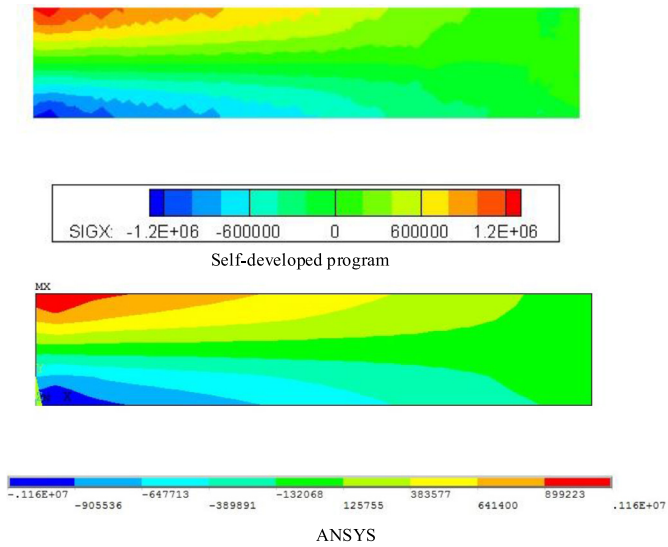 SIGX: -1.2E+06 -600000 0 600000 1.2E+06
Self-developed program
MX
-.116E+07 -647713 -132068 383577 899223
-905536 -389891 125755 641400 .116E+07
ANSYS